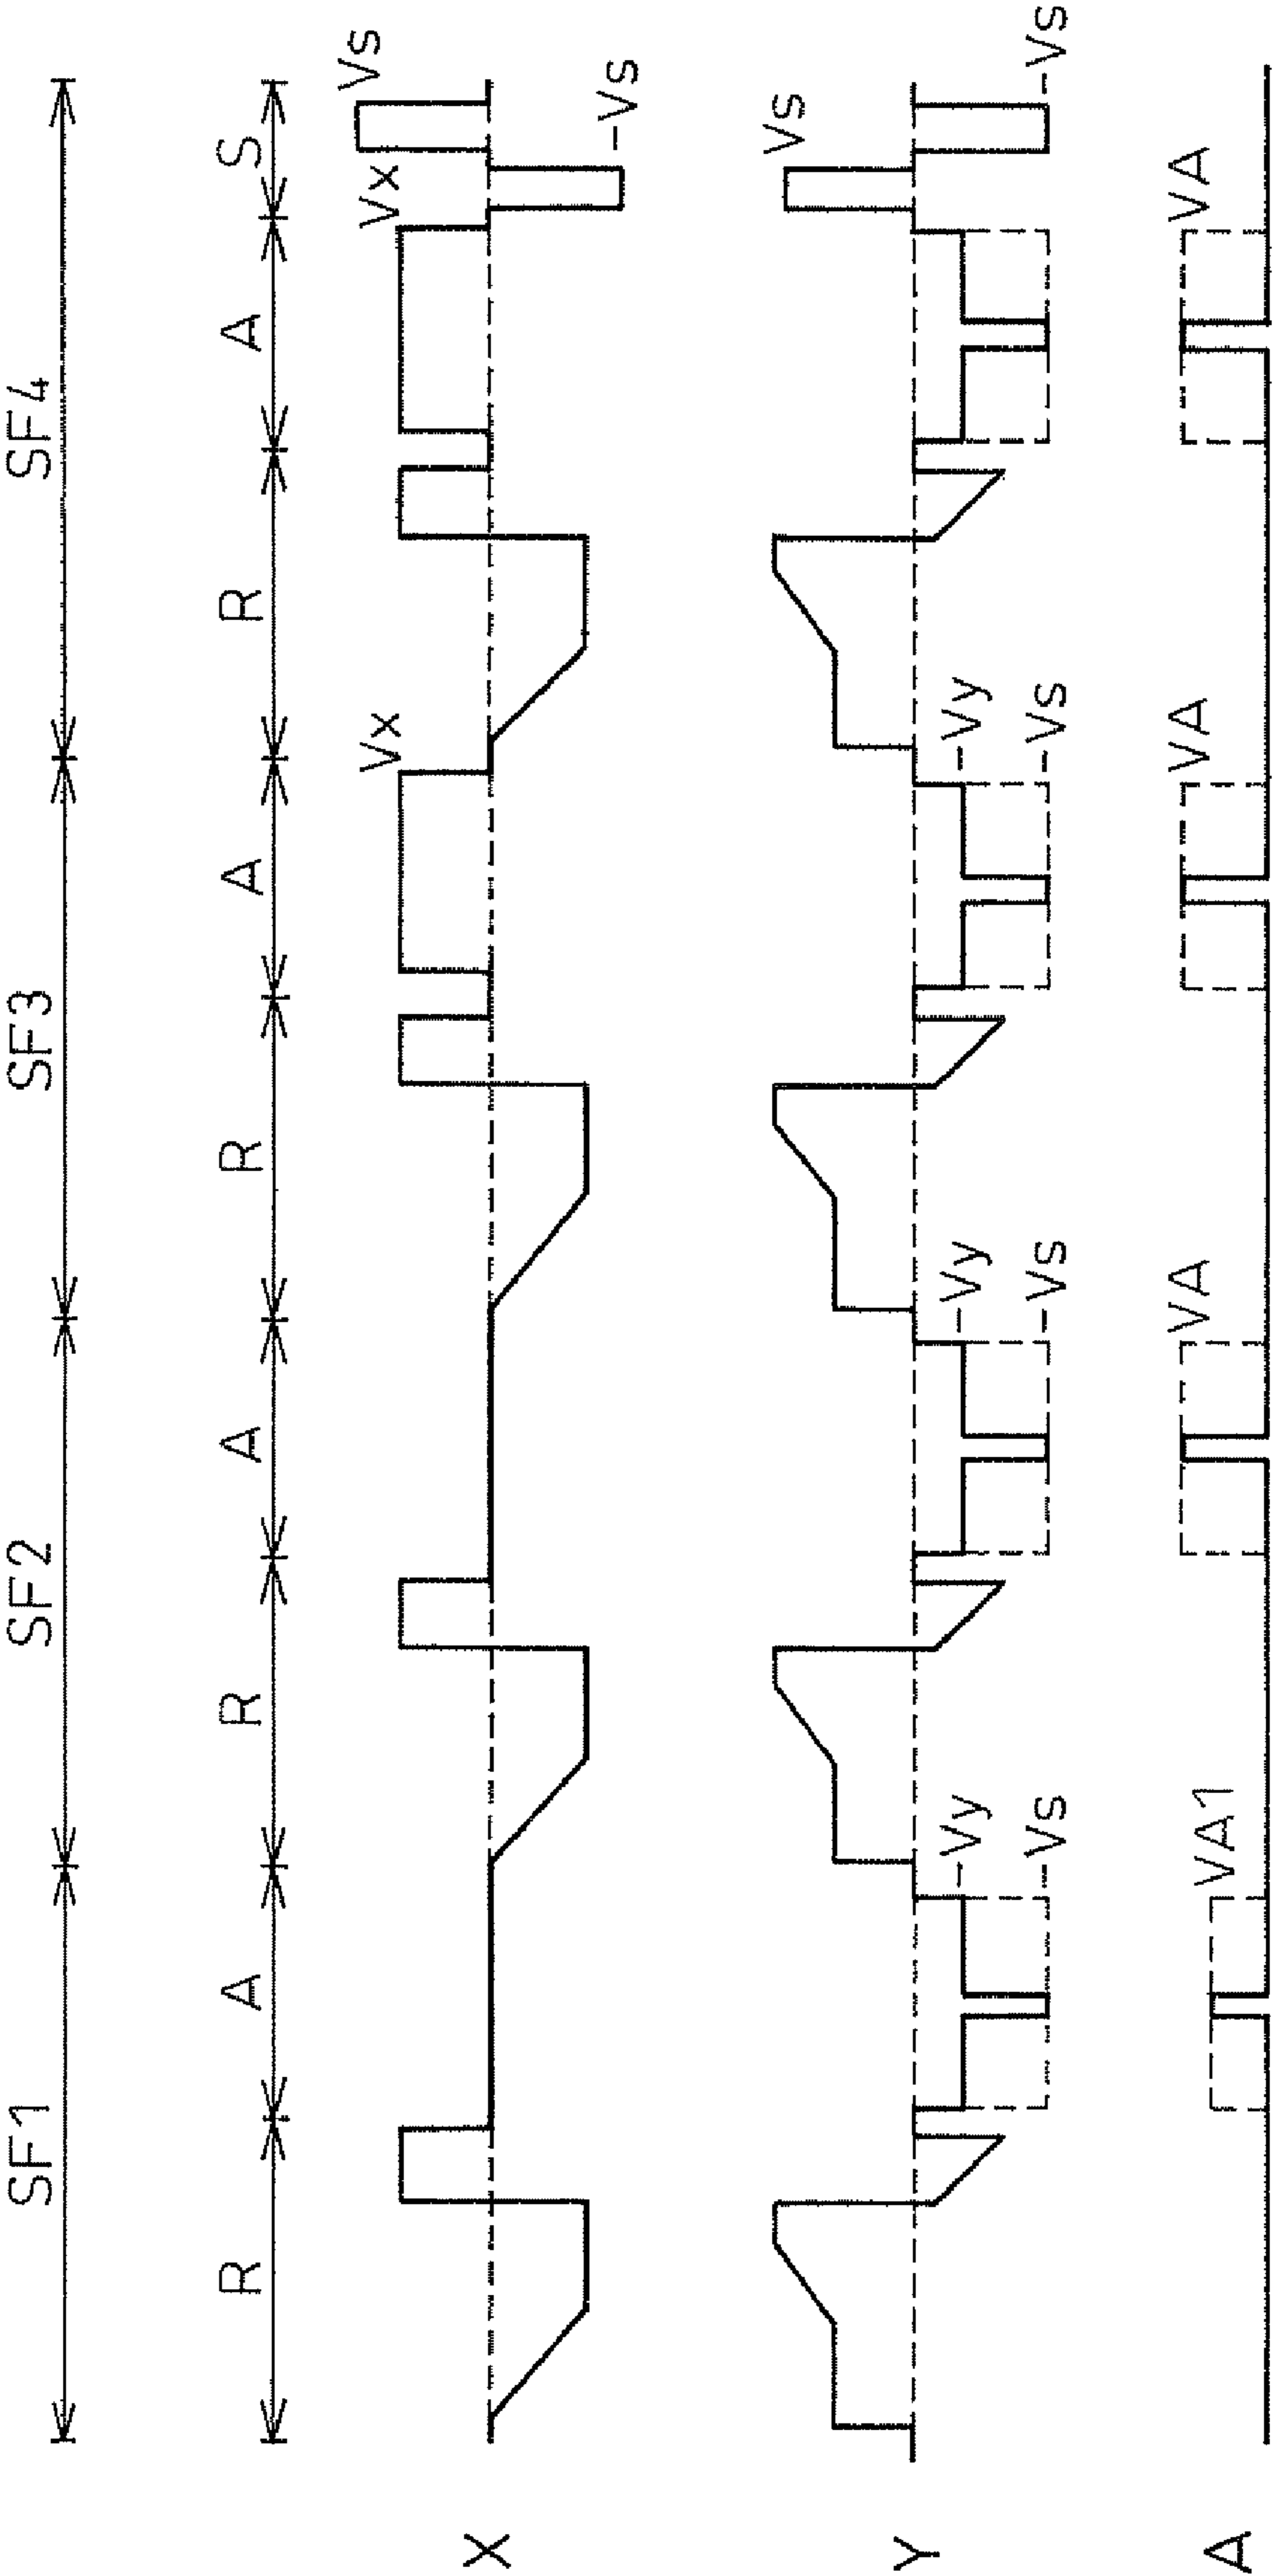 SF1 SF2 SF3 SF4
R A R A R A R A S
X Vx Vx Vs
-Vs
Y Vs
-Vy -Vy -Vy
-Vs -Vs -Vs -Vs
A VA1 VA VA VA